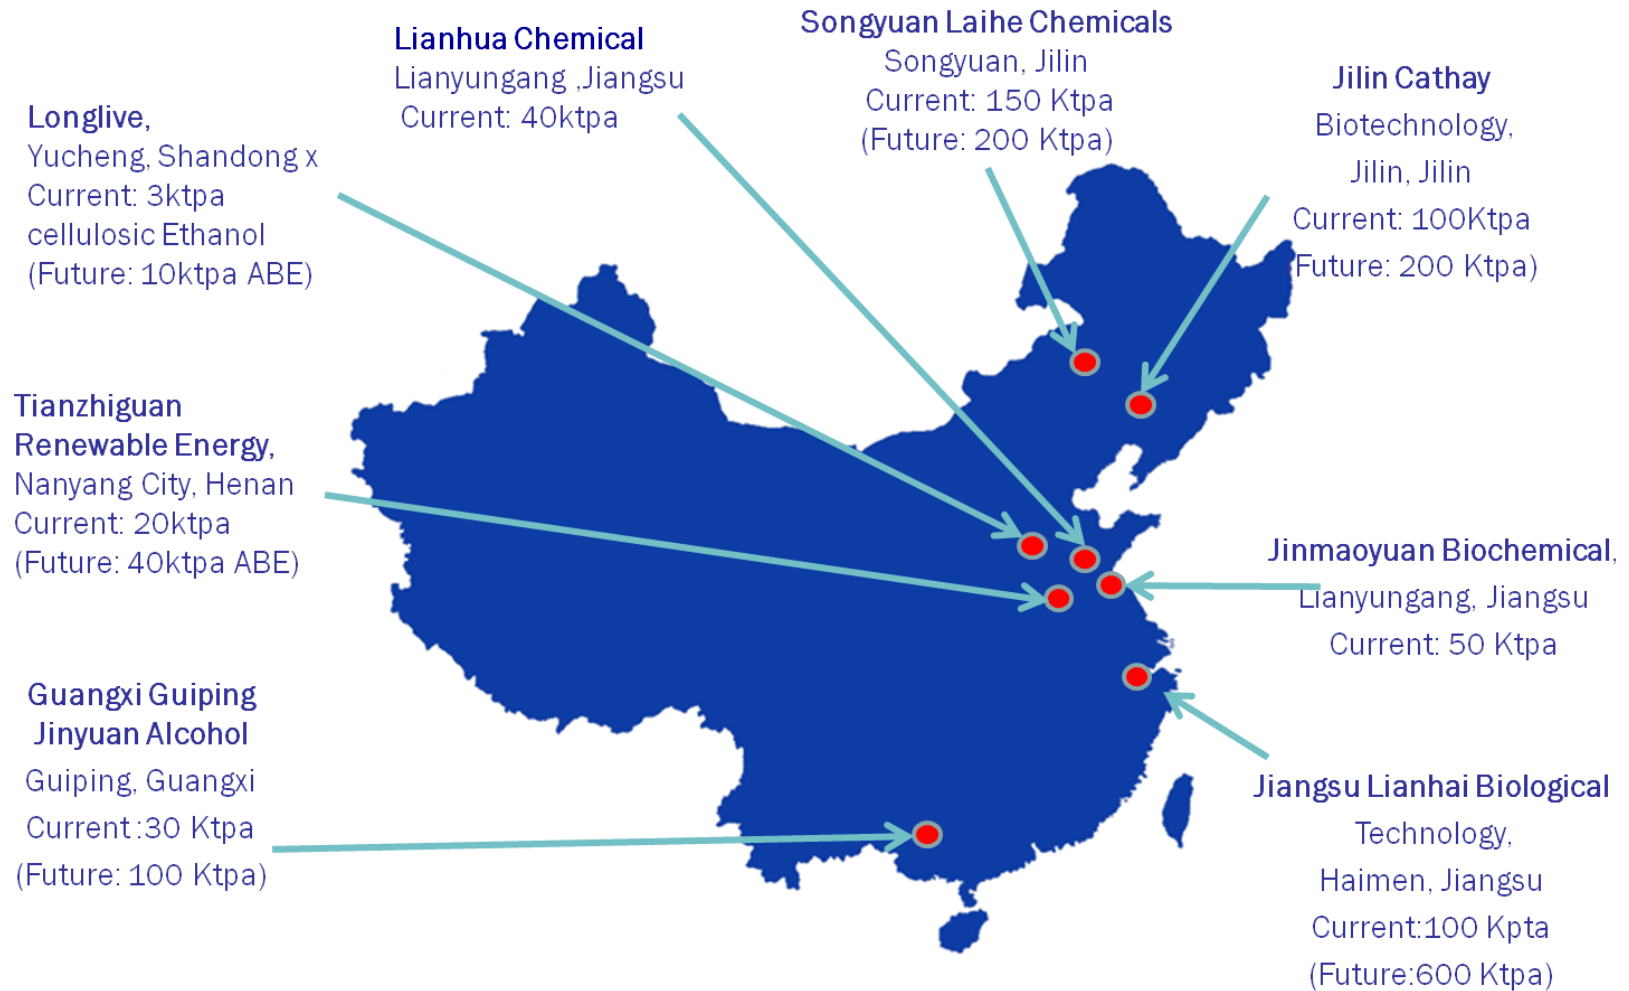 Lianhua Chemical
Lianyungang ,Jiangsu
Current: 40ktpa
Songyuan Laihe Chemicals
Songyuan, Jilin
Current: 150 Ktpa
(Future: 200 Ktpa)
Jilin Cathay
Biotechnology,
Jilin, Jilin
Current: 100Ktpa
(Future: 200 Ktpa)
Longlive,
Yucheng, Shandong x
Current: 3ktpa
cellulosic Ethanol
(Future: 10ktpa ABE)
Tianzhiguan
Renewable Energy,
Nanyang City, Henan
Current: 20ktpa
(Future: 40ktpa ABE)
Jinmaoyuan Biochemical,
Lianyungang, Jiangsu
Current: 50 Ktpa
Guangxi Guiping
Jinyuan Alcohol
Guiping, Guangxi
Current :30 Ktpa
(Future: 100 Ktpa)
Jiangsu Lianhai Biological
Technology,
Haimen, Jiangsu
Current:100 Kpta
(Future:600 Ktpa)